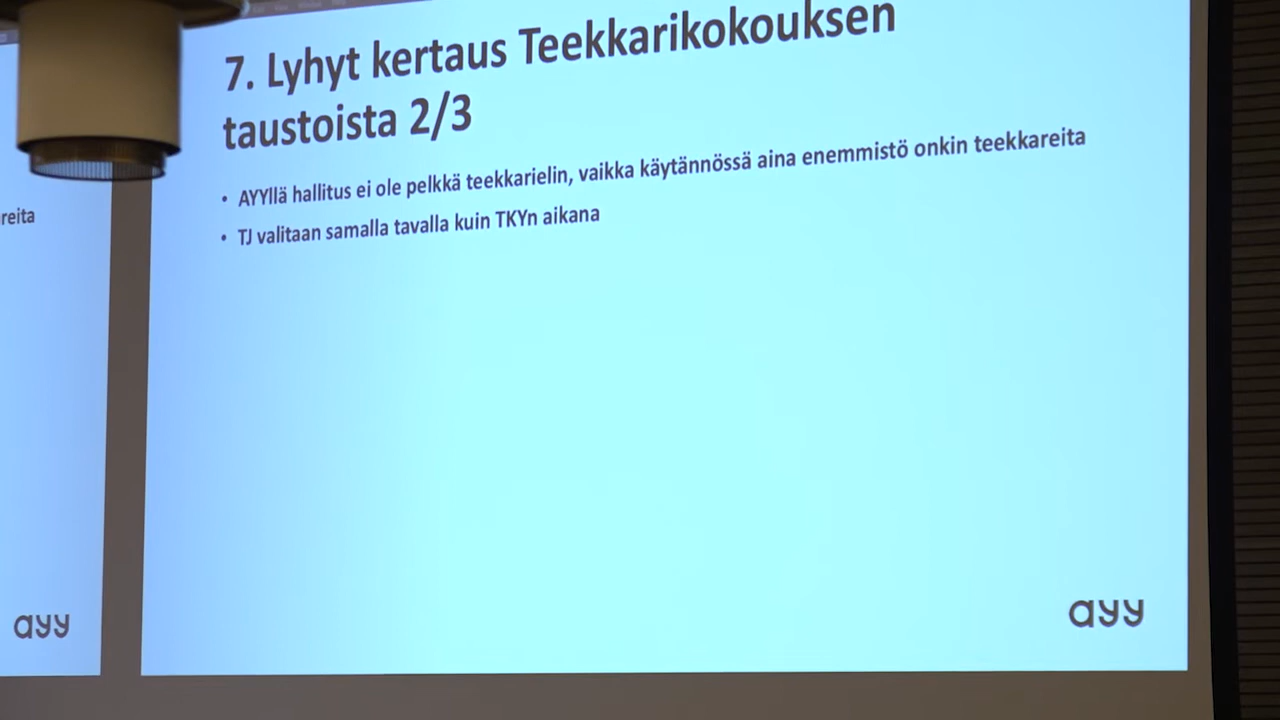 7. Lyhyt kertaus Teekkarikokouksen
taustoista 2/3
• AYYllä hallitus ei ole pelkkä teekkarielin, vaikka käytännössä aina enemmistö onkin teekkareita
• TJ valitaan samalla tavalla kuin TKYn aikana
ayy
reita
ayy